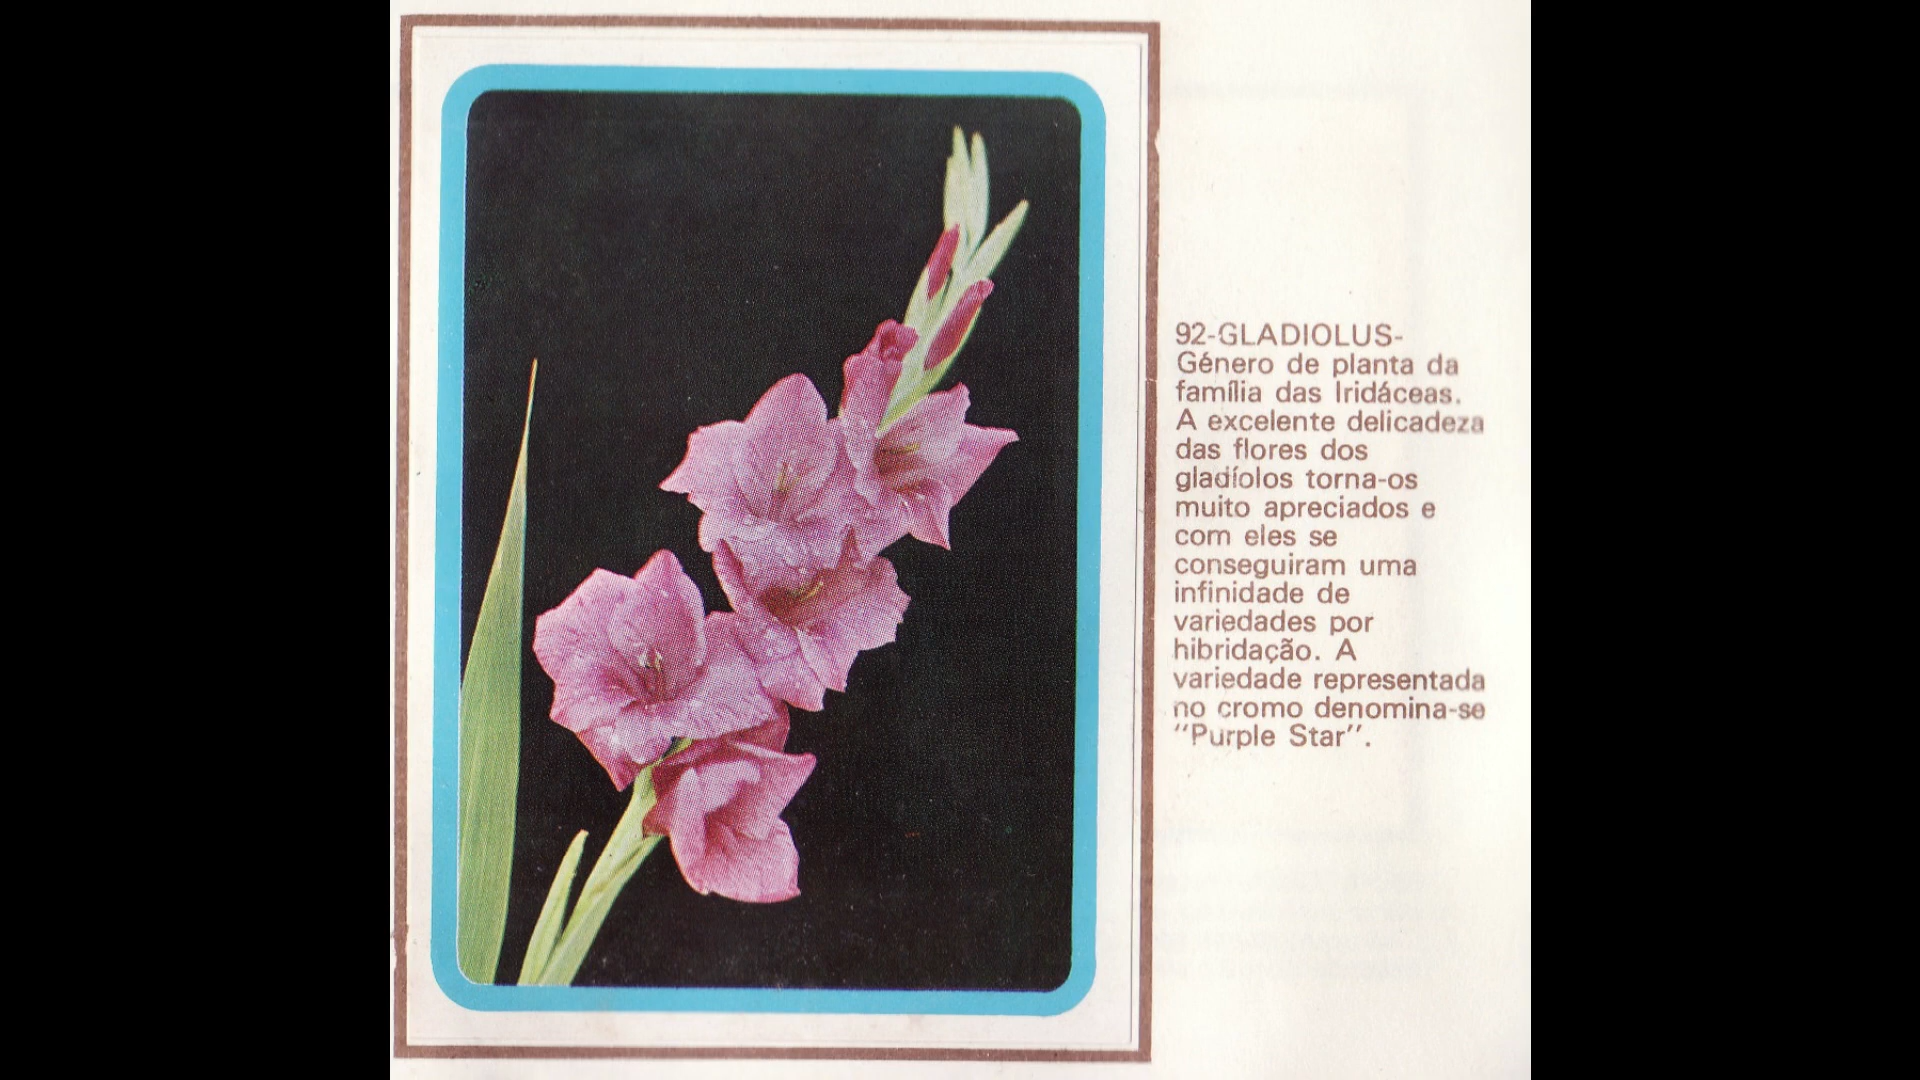 92-GLADIOLUS-
Género de planta da
família das Iridáceas.
A excelente delicadeza
das flores dos
gladíolos torna-os
muito apreciados e
com eles se
conseguiram uma
infinidade de
variedades por
hibridação. A
variedade representada
no cromo denomina-se
“Purple Star”.